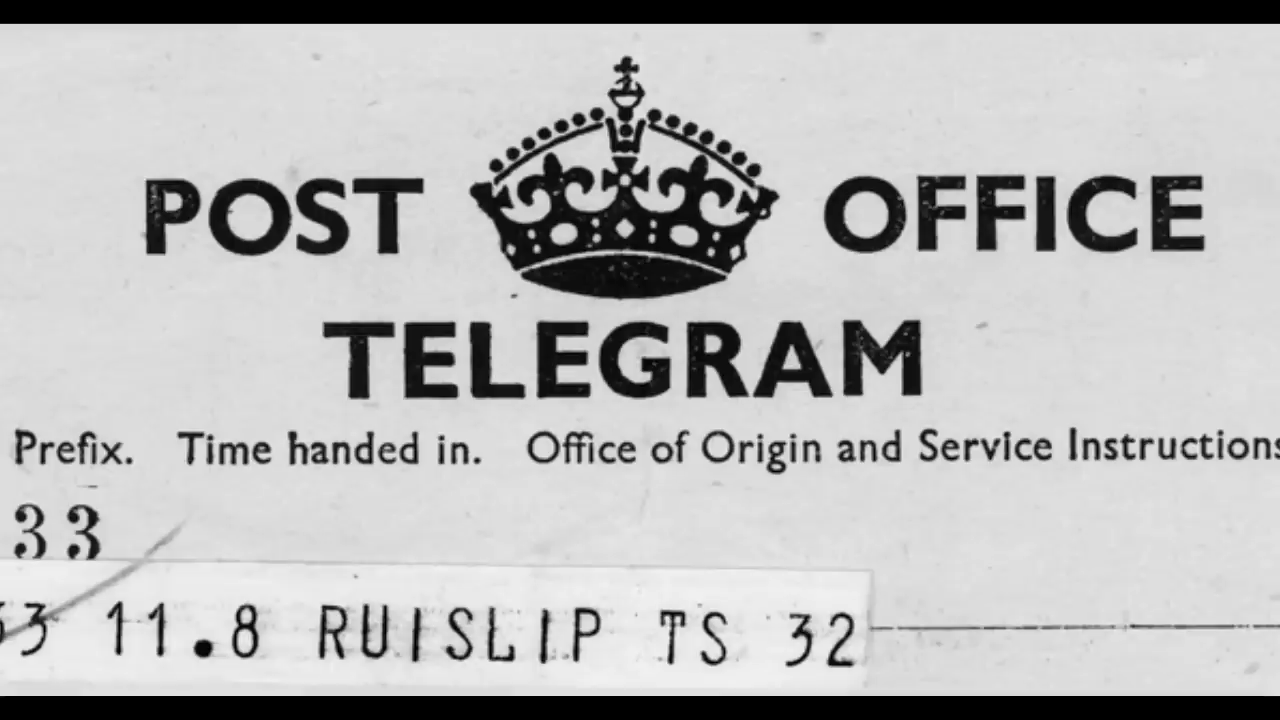 POST OFFICE
TELEGRAM
Prefix. Time handed in. Office of Origin and Service Instructions
33
33 11.8 RUISLIP TS 32